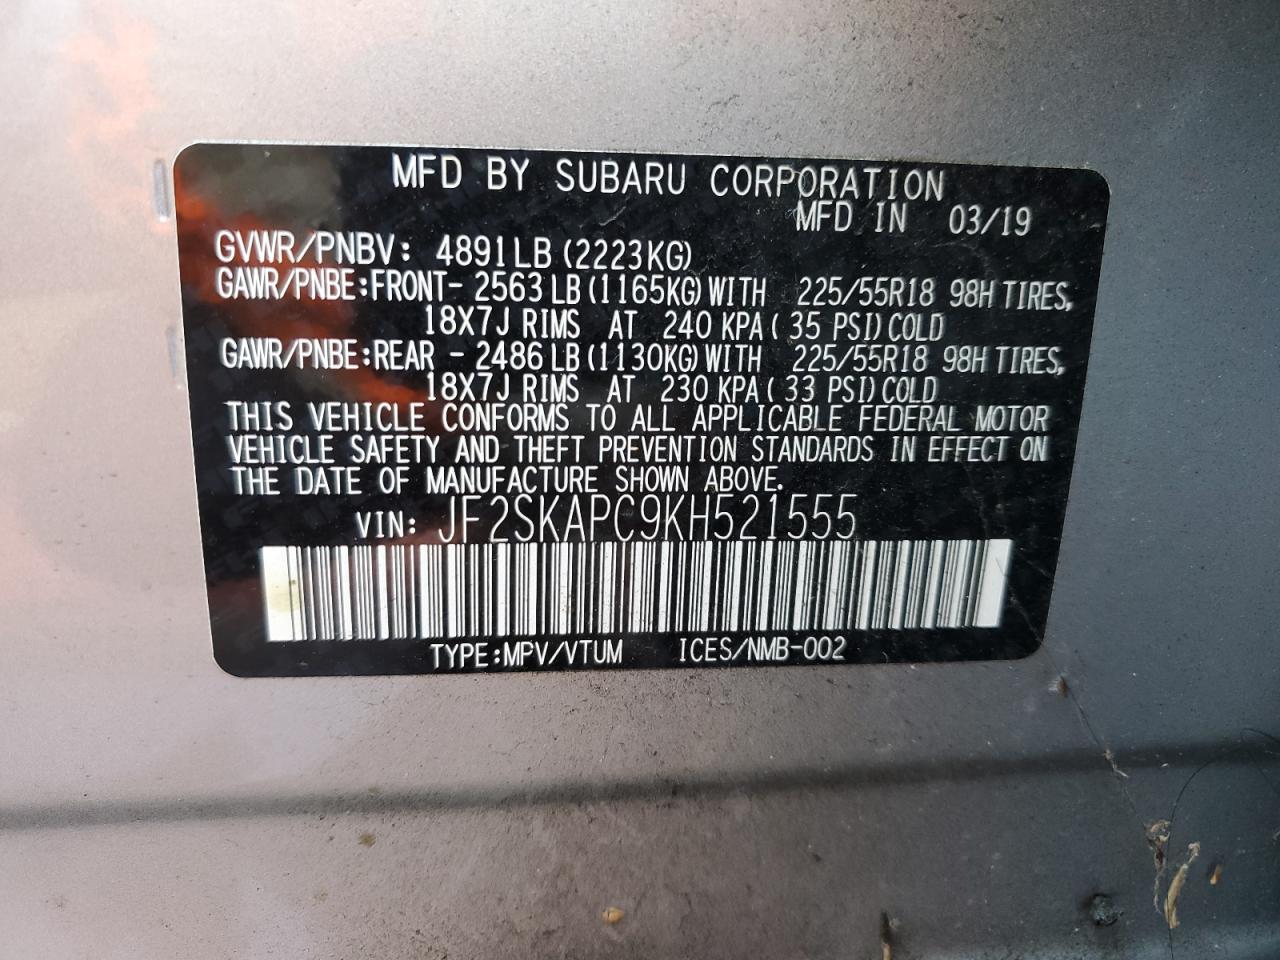 MFD BY SUBARU CORPORATION
MFD IN 03/19
GVWR/PNBV: 4891LB (2223KG)
GAWR/PNBE:FRONT- 2563 LB (1165KG) WITH 225/55R18 98H TIRES,
18X7J RIMS AT 240 KPA ( 35 PSI) COLD
GAWR/PNBE:REAR - 2486 LB (1130KG) WITH 225/55R18 98H TIRES,
18X7J RIMS AT 230 KPA ( 33 PSI) COLD
THIS VEHICLE CONFORMS TO ALL APPLICABLE FEDERAL MOTOR
VEHICLE SAFETY AND THEFT PREVENTION STANDARDS IN EFFECT ON
THE DATE OF MANUFACTURE SHOWN ABOVE.
VIN: JF2SKAPC9KH521555
TYPE:MPV/VTUM ICES/NMB-002